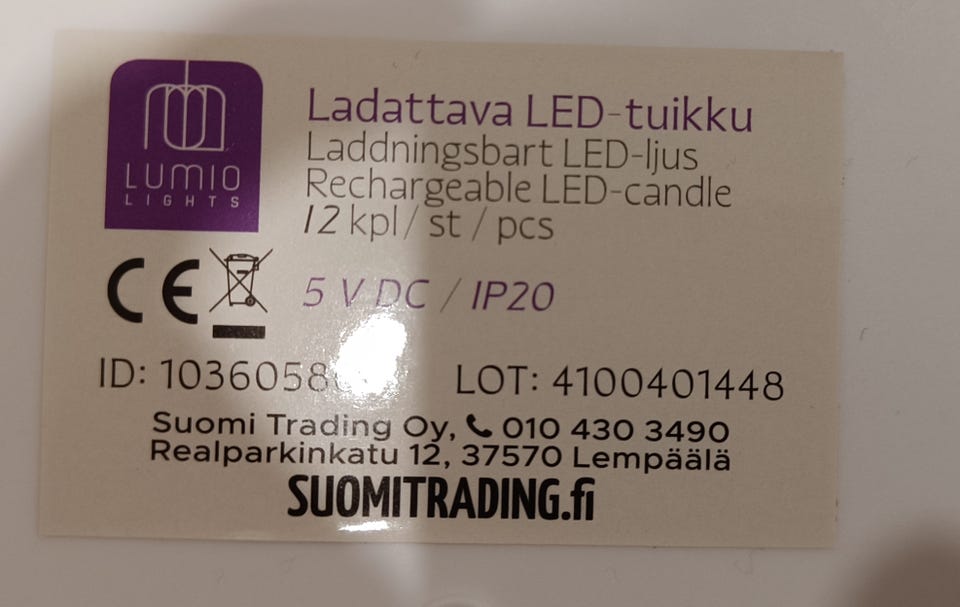 LUMIO
LIGHTS
Ladattava LED-tuikku
Laddningsbart LED-ljus
Rechargeable LED-candle
12 kpl/ st / pcs
CE
5 V DC / IP20
ID:
LOT: 4100401448
Suomi Trading Oy, 010 430 3490
Realparkinkatu 12, 37570 Lempäälä
SUOMITRADING.fi